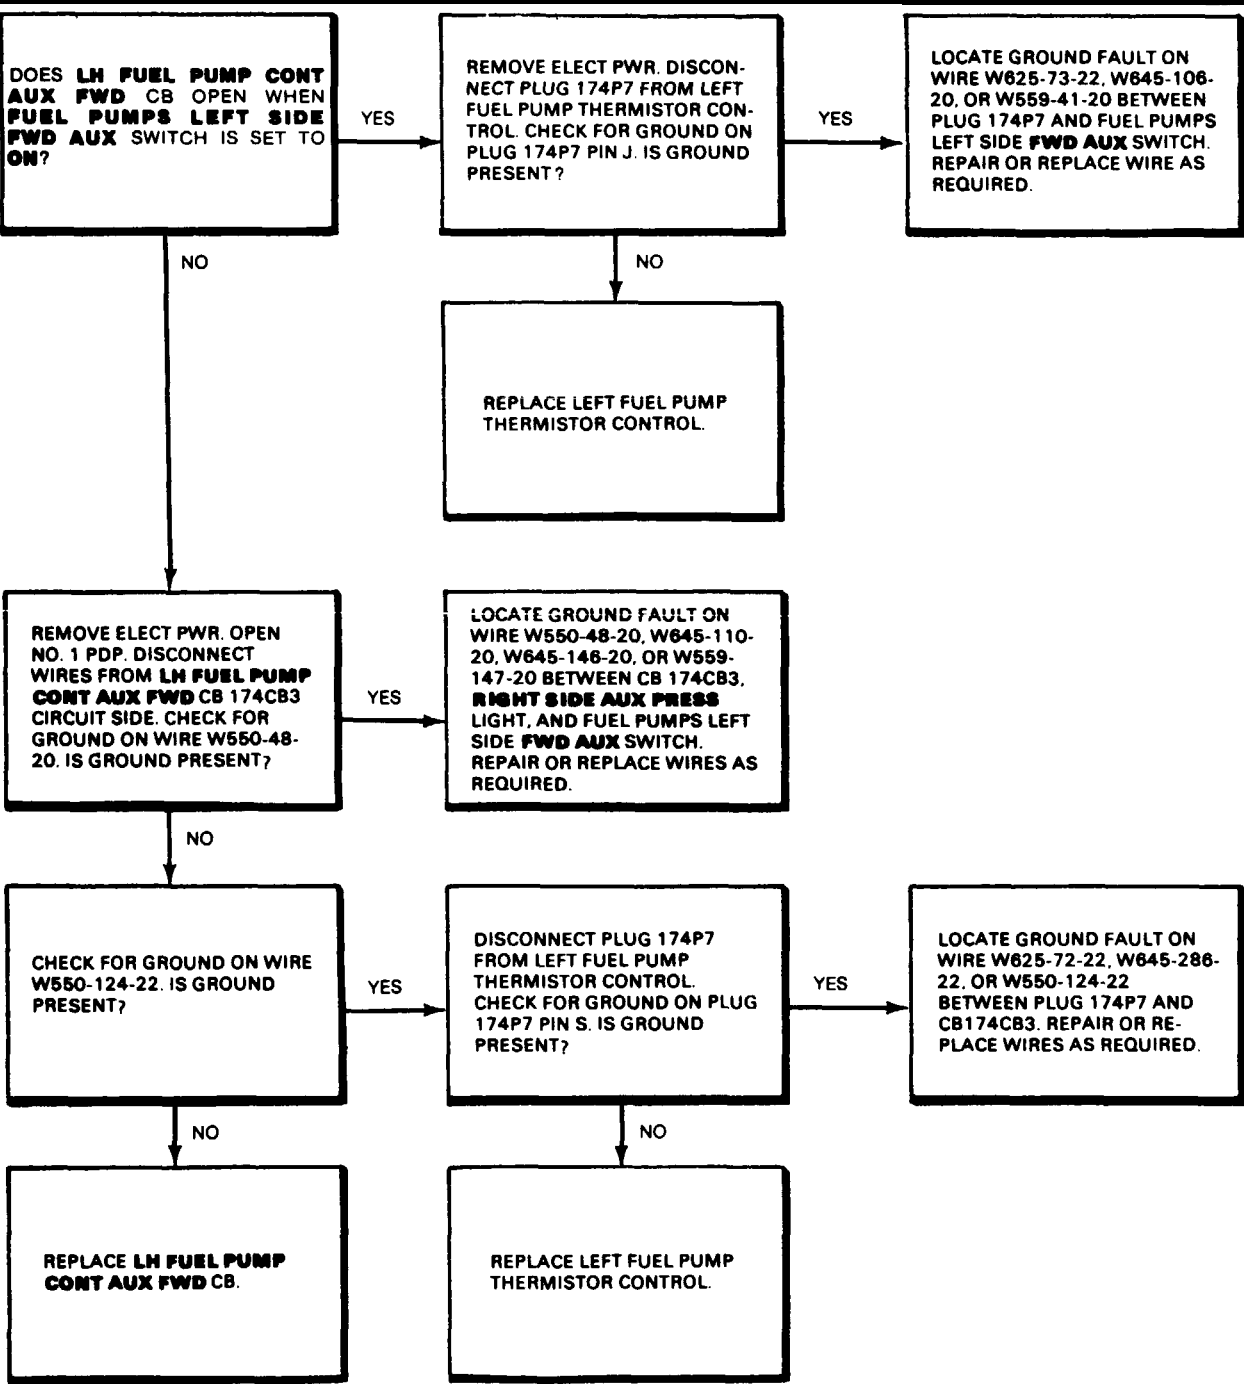 DOES LH FUEL PUMP CONT
AUX FWD CB OPEN WHEN
FUEL PUMPS LEFT SIDE
FWD AUX SWITCH IS SET TO
ON?
YES
REMOVE ELECT PWR. DISCON-
NECT PLUG 174P7 FROM LEFT
FUEL PUMP THERMISTOR CON-
TROL. CHECK FOR GROUND ON
PLUG 174P7 PIN J. IS GROUND
PRESENT?
YES
LOCATE GROUND FAULT ON
WIRE W625-73-22, W645-106-
20, OR W559-41-20 BETWEEN
PLUG 174P7 AND FUEL PUMPS
LEFT SIDE FWD AUX SWITCH.
REPAIR OR REPLACE WIRE AS
REQUIRED.
NO
NO
REPLACE LEFT FUEL PUMP
THERMISTOR CONTROL.
REMOVE ELECT PWR. OPEN
NO. 1 PDP. DISCONNECT
WIRES FROM LH FUEL PUMP
CONT AUX FWD CB 174CB3
CIRCUIT SIDE. CHECK FOR
GROUND ON WIRE W550-48-
20. IS GROUND PRESENT?
YES
LOCATE GROUND FAULT ON
WIRE W550-48-20, W645-110-
20, W645-146-20, OR W559-
147-20 BETWEEN CB 174CB3,
RIGHT SIDE AUX PRESS
LIGHT, AND FUEL PUMPS LEFT
SIDE FWD AUX SWITCH.
REPAIR OR REPLACE WIRES AS
REQUIRED.
NO
CHECK FOR GROUND ON WIRE
W550-124-22. IS GROUND
PRESENT?
YES
DISCONNECT PLUG 174P7
FROM LEFT FUEL PUMP
THERMISTOR CONTROL.
CHECK FOR GROUND ON PLUG
174P7 PIN S. IS GROUND
PRESENT?
YES
LOCATE GROUND FAULT ON
WIRE W625-72-22, W645-286-
22, OR W550-124-22
BETWEEN PLUG 174P7 AND
CB174CB3. REPAIR OR RE-
PLACE WIRES AS REQUIRED.
NO
NO
REPLACE LH FUEL PUMP
CONT AUX FWD CB.
REPLACE LEFT FUEL PUMP
THERMISTOR CONTROL.